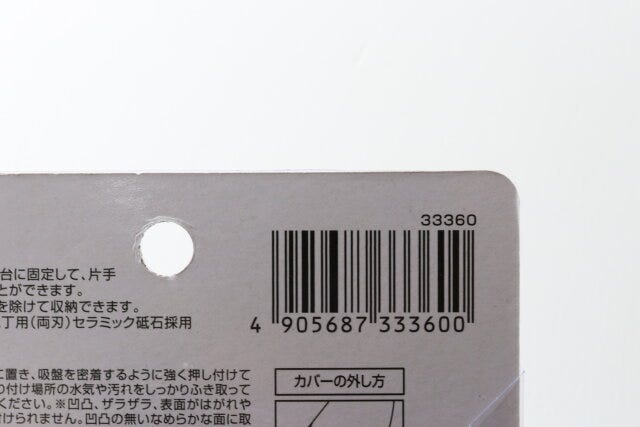 33360
台に固定して、片手
とができます。
を除けて収納できます。
丁用(両刃)セラミック砥石採用
4 905687 333600
に置き、吸盤を密着するように強く押し付けて
り付け場所の水気や汚れをしっかりふき取って
ください。※凹凸、ザラザラ、表面がはがれや
付けられません。凹凸の無いなめらかな面に取
カバーの外し方